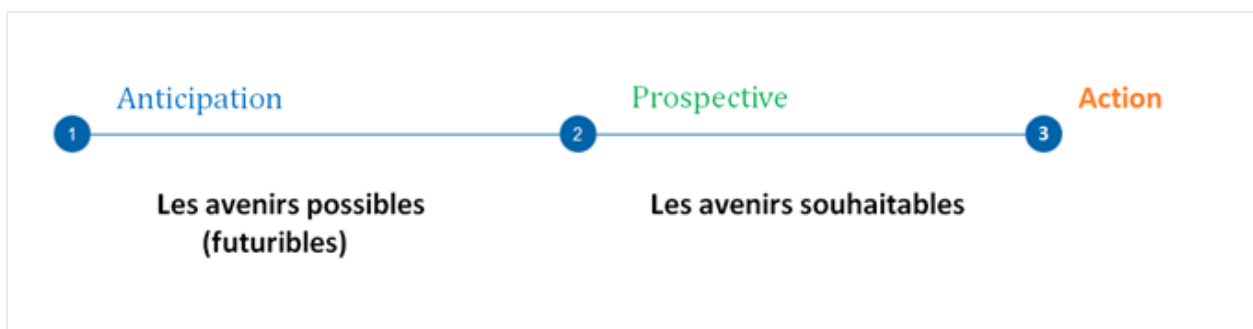 Anticipation
Prospective
Action
1
2
3
Les avenirs possibles
(futuribles)
Les avenirs souhaitables